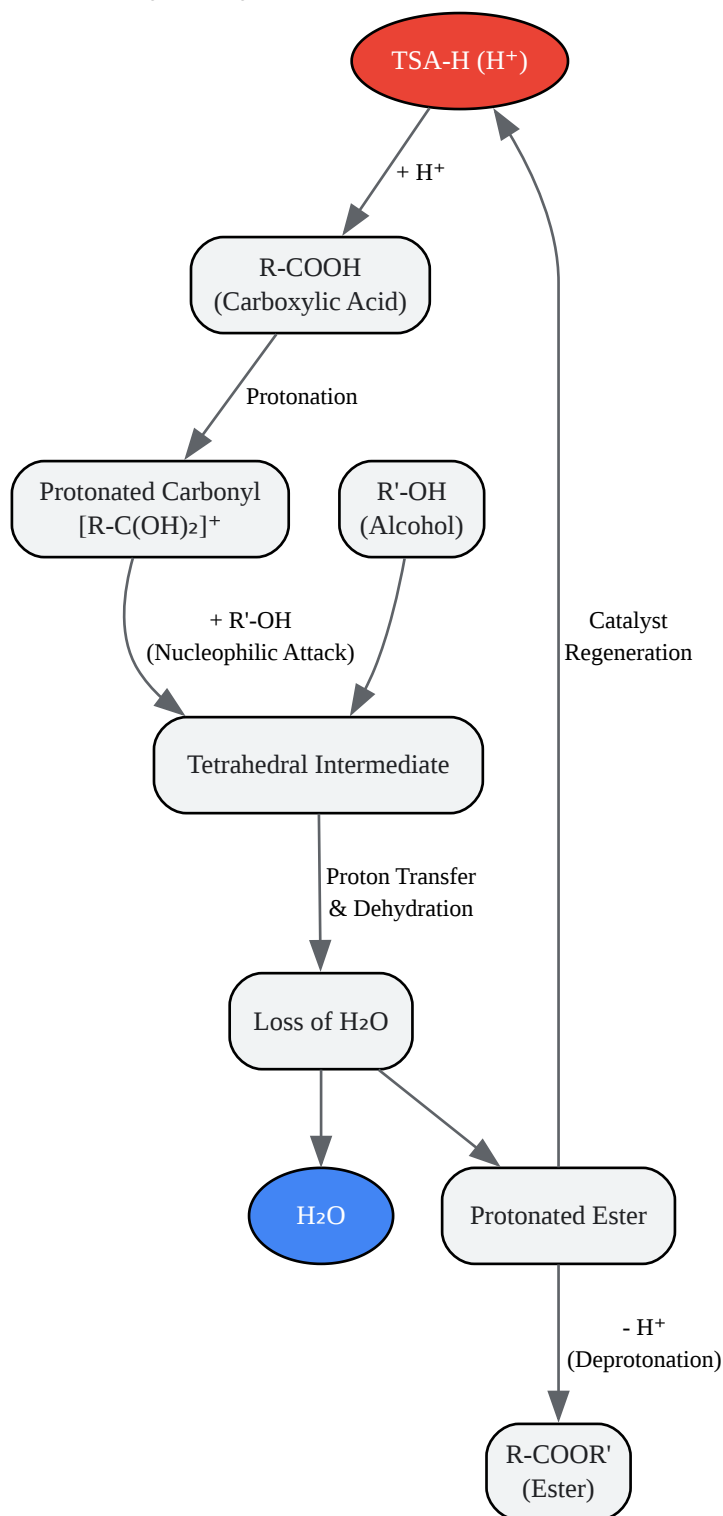 TSA-H (H⁺)
+ H⁺
R-COOH
(Carboxylic Acid)
Protonation
Protonated Carbonyl
[R-C(OH)₂]⁺
R'-OH
(Alcohol)
+ R'-OH
(Nucleophilic Attack)
Catalyst
Regeneration
Tetrahedral Intermediate
Proton Transfer
& Dehydration
Loss of H₂O
H₂O
Protonated Ester
- H⁺
(Deprotonation)
R-COOR'
(Ester)